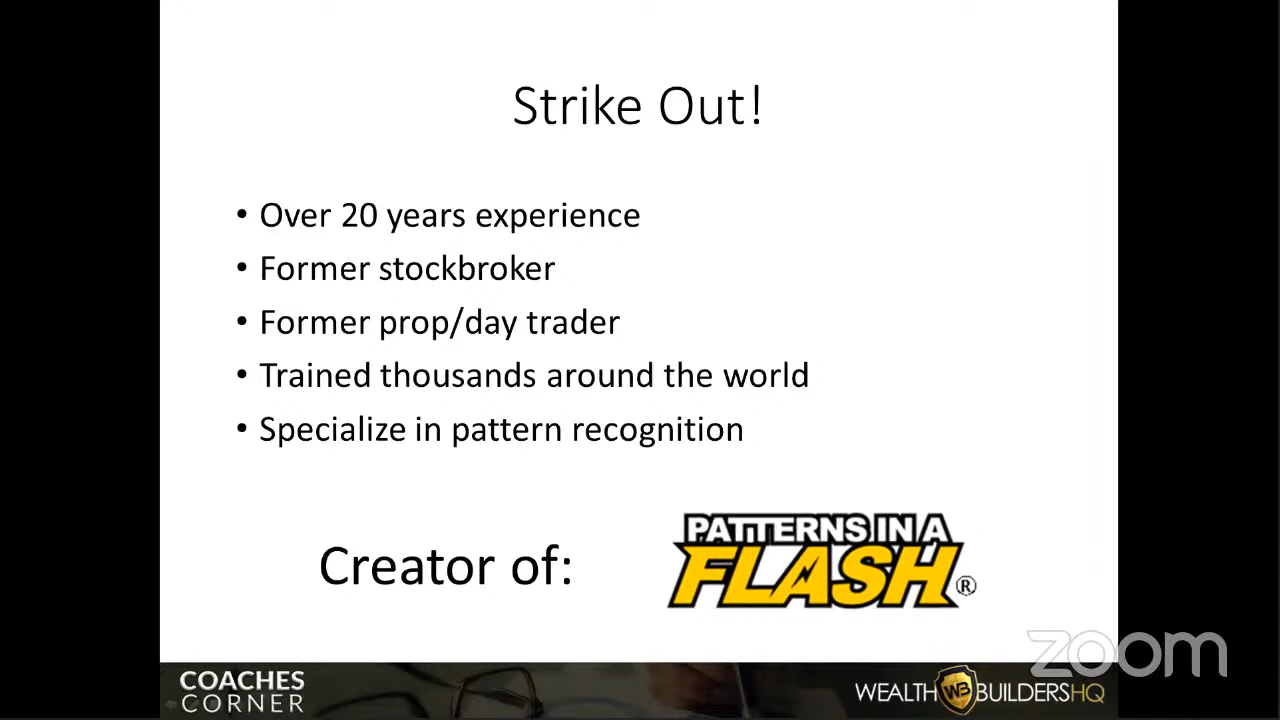 Strike Out!
• Over 20 years experience
• Former stockbroker
• Former prop/day trader
• Trained thousands around the world
• Specialize in pattern recognition
Creator of:
PATTERNS IN A
FLASH®
zoom
COACHES
CORNER
WEALTH WB BUILDERSHQ